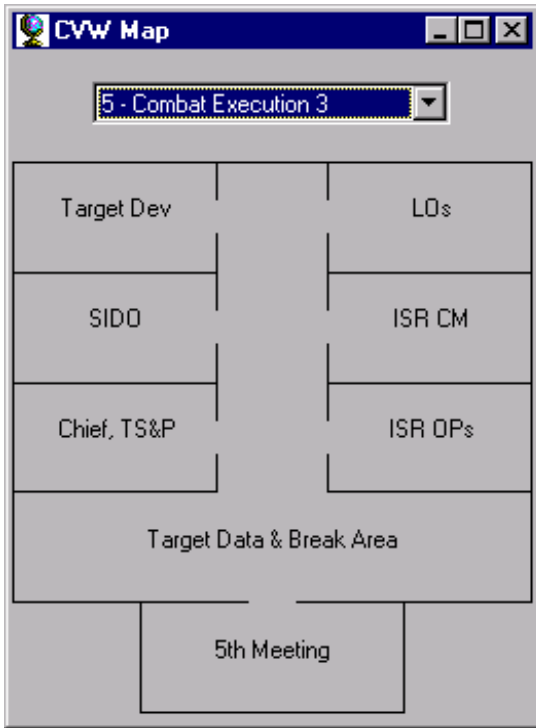 CVW Map
5 - Combat Execution 3
Target Dev
LOs
SIDO
ISR CM
Chief, TS&P
ISR OPs
Target Data & Break Area
5th Meeting